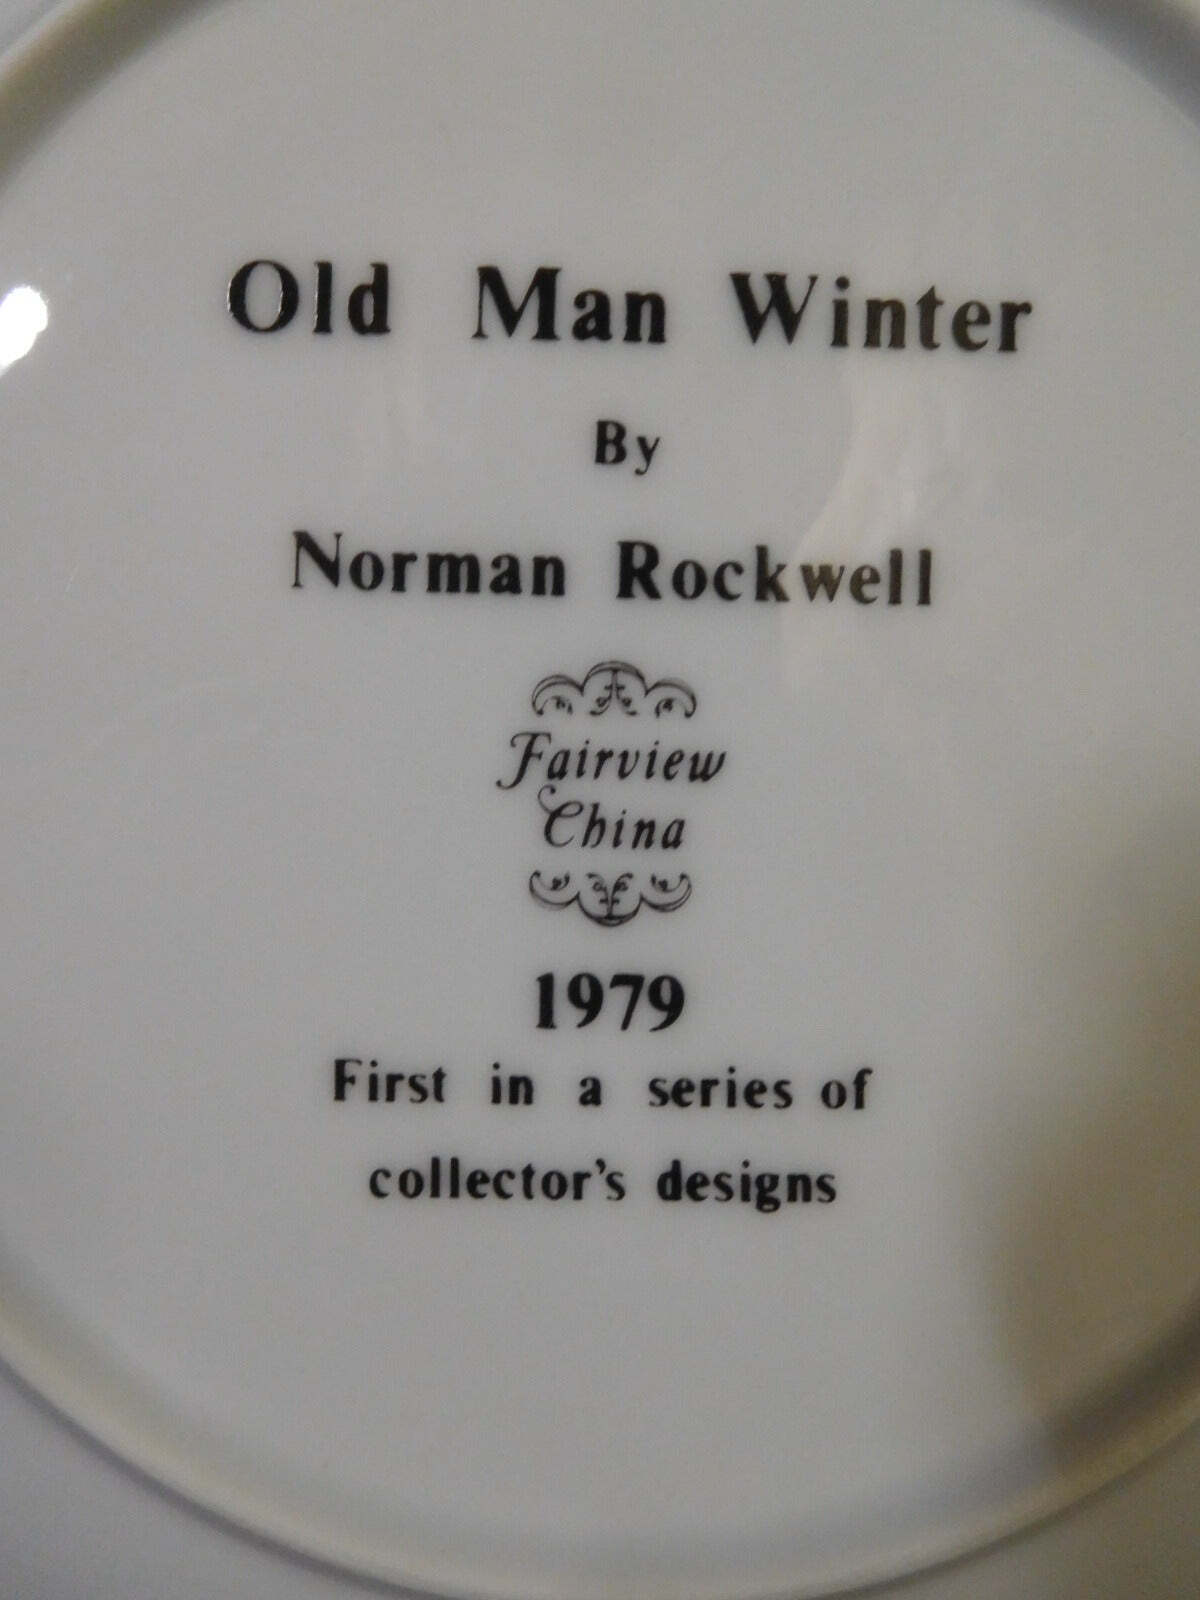 Old Man Winter
By
Norman Rockwell
Fairview
China
1979
First in a series of
collector's designs